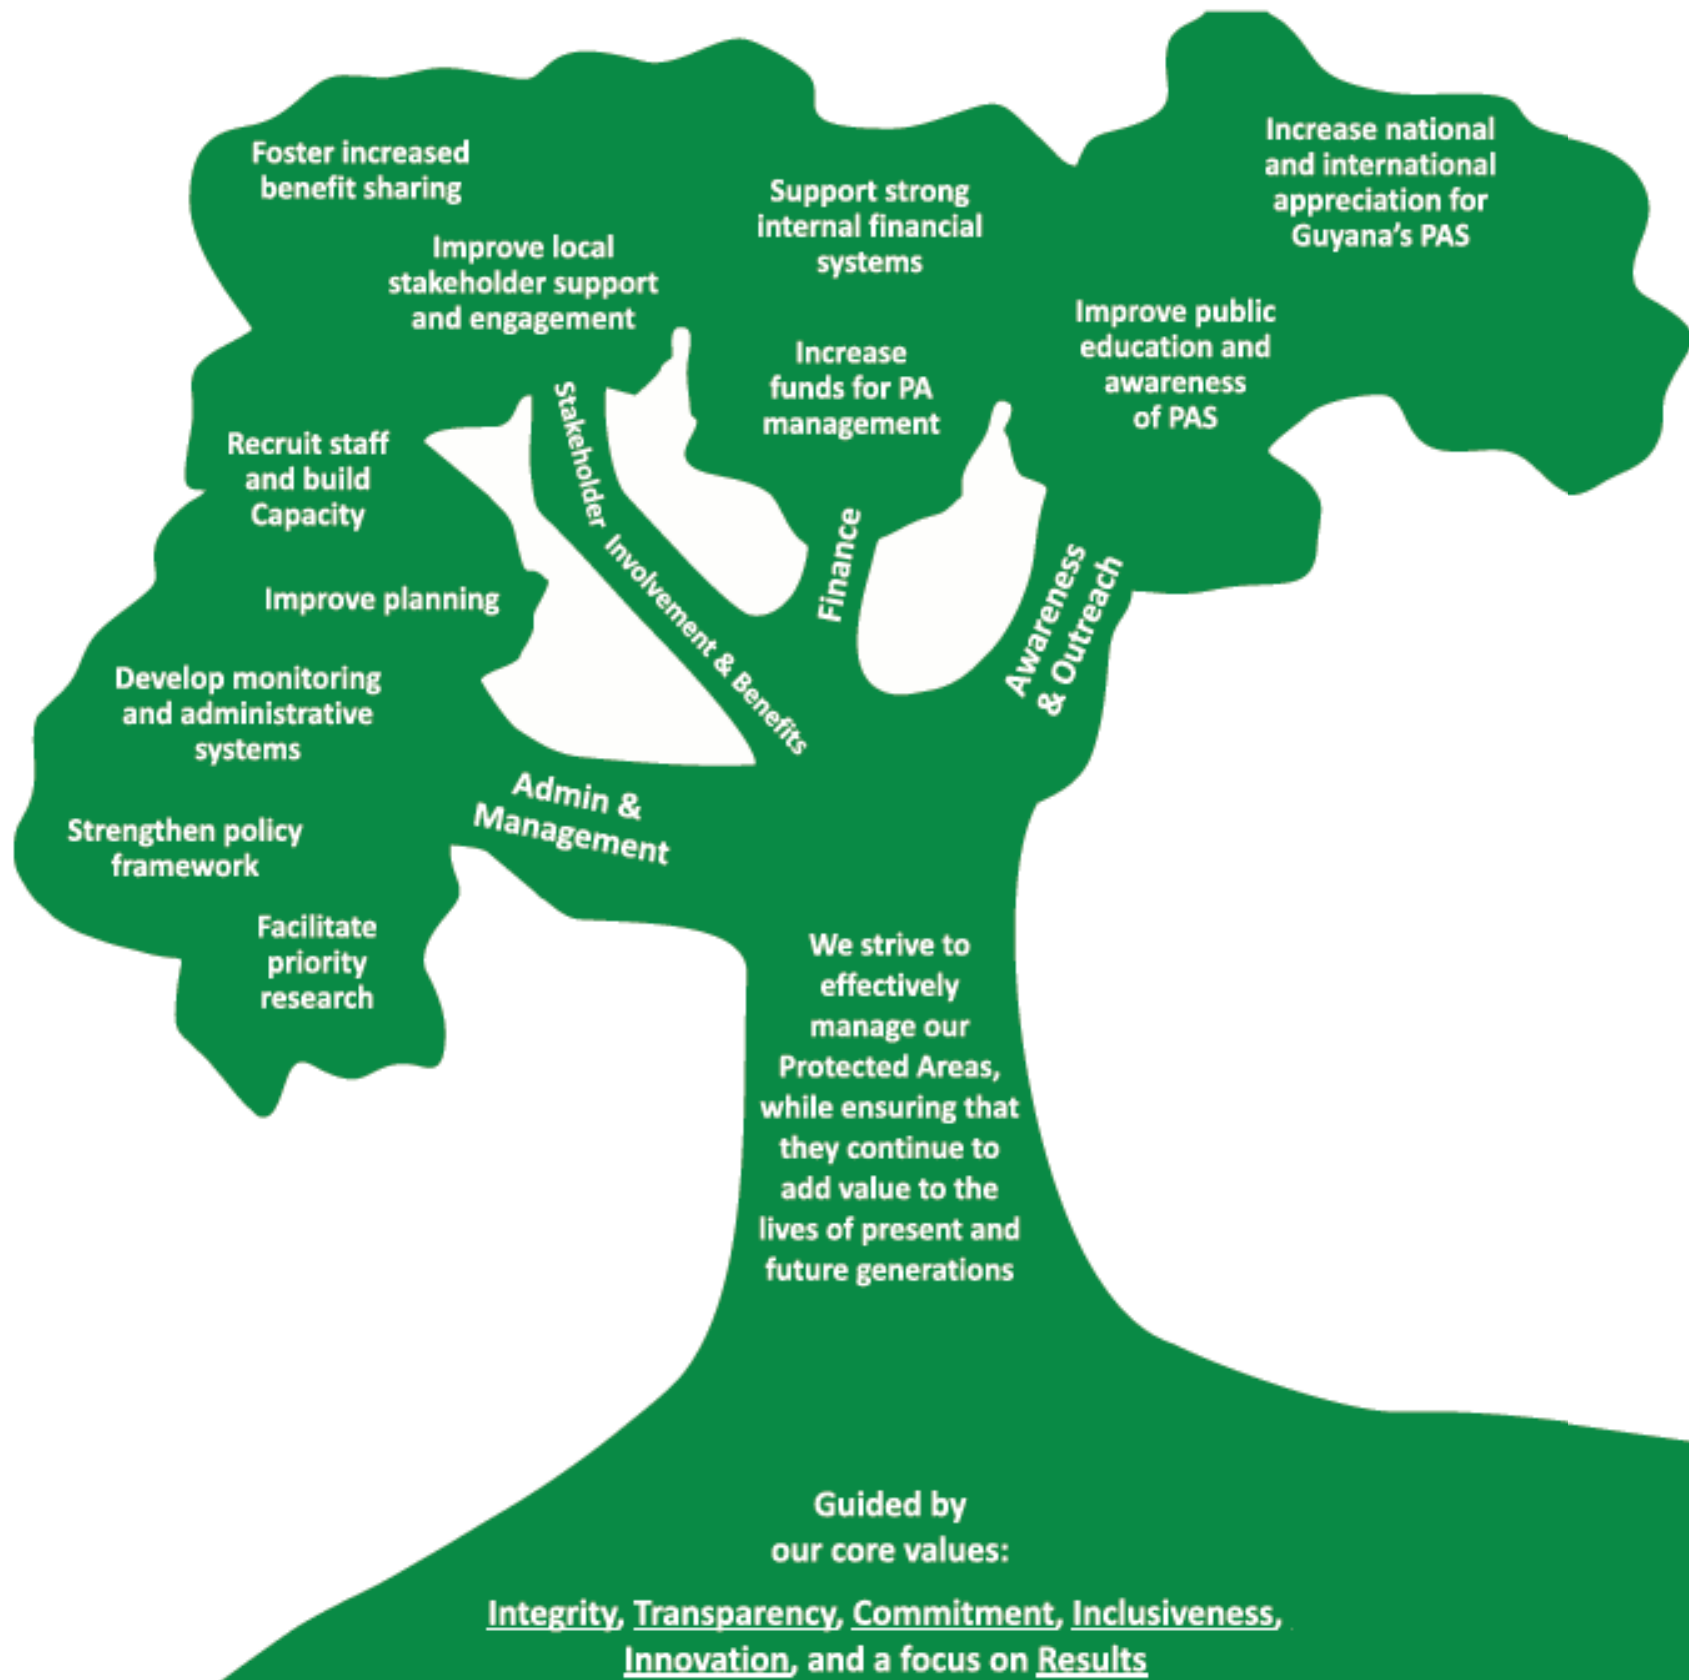 Foster increased
benefit sharing
Improve local
stakeholder support
and engagement
Support strong
internal financial
systems
Increase
funds for PA
management
Increase national
and international
appreciation for
Guyana’s PAS
Improve public
education and
awareness
of PAS
Recruit staff
and build
Capacity
Improve planning
Develop monitoring
and administrative
systems
Strengthen policy
framework
Facilitate
priority
research
Stakeholder Involvement & Benefits
Finance
Awareness
& Outreach
Admin &
Management
We strive to
effectively
manage our
Protected Areas,
while ensuring that
they continue to
add value to the
lives of present and
future generations
Guided by
our core values:
Integrity, Transparency, Commitment, Inclusiveness,
Innovation, and a focus on Results